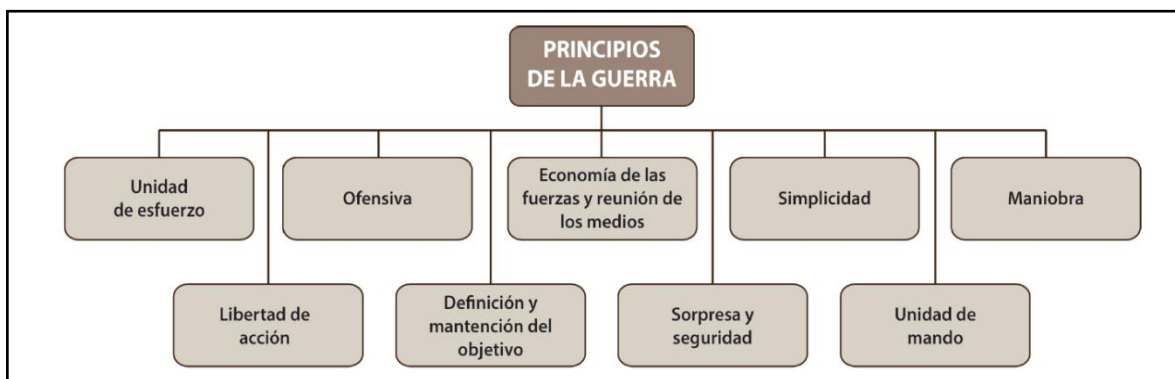 PRINCIPIOS
DE LA GUERRA
Unidad
de esfuerzo
Ofensiva
Economía de las
fuerzas y reunión de
los medios
Simplicidad
Maniobra
Libertad de
acción
Definición y
mantención del
objetivo
Sorpresa y
seguridad
Unidad de
mando